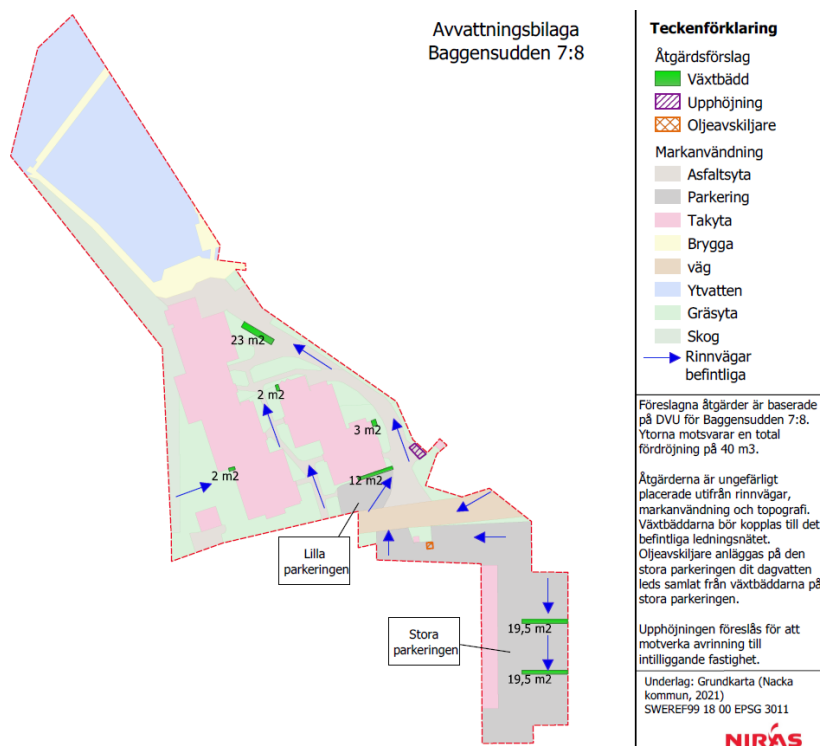 Avvattningsbilaga
Baggensudden 7:8
23 m2
2 m2
3 m2
2 m2
12 m2
Lilla
parkeringen
Stora
parkeringen
19,5 m2
19,5 m2
Teckenförklaring
Åtgärdsförslag
Växtbädd
Upphöjning
Oljeavskiljare
Markanvändning
Asfaltsyta
Parkering
Takyta
Brygga
väg
Ytvatten
Gräsyta
Skog
Rinnvägar
befintliga
Föreslagna åtgärder är baserade
på DVU för Baggensudden 7:8.
Ytorna motsvarar en total
fördröjning på 40 m3.
Åtgärderna är ungefärligt
placerade utifrån rinnvägar,
markanvändning och topografi.
Växtbäddarna bör kopplas till det
befintliga ledningsnätet.
Oljeavskiljare anläggas på den
stora parkeringen dit dagvatten
leds samlat från växtbäddarna på
stora parkeringen.
Upphöjningen föreslås för att
motverka avrinning till
intilliggande fastighet.
Underlag: Grundkarta (Nacka
kommun, 2021)
SWEREF99 18 00 EPSG 3011
NIRÁS